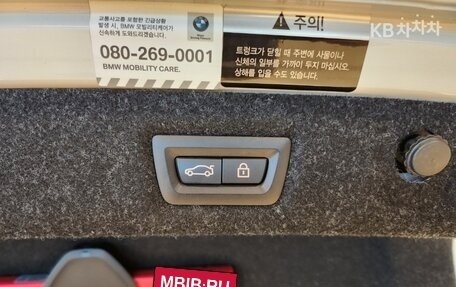 교통사고를 포함한 긴급상황
발생 시, BMW 모빌리티케어가
신속하게 도와드리겠습니다.
080-269-0001
BMW MOBILITY CARE.
주의!
트렁크가 닫힐 때 주변에 사물이나
신체의 일부를 가까이 두지 마십시오.
상해를 입을 수도 있습니다.
KB차차차
MBIB.RU